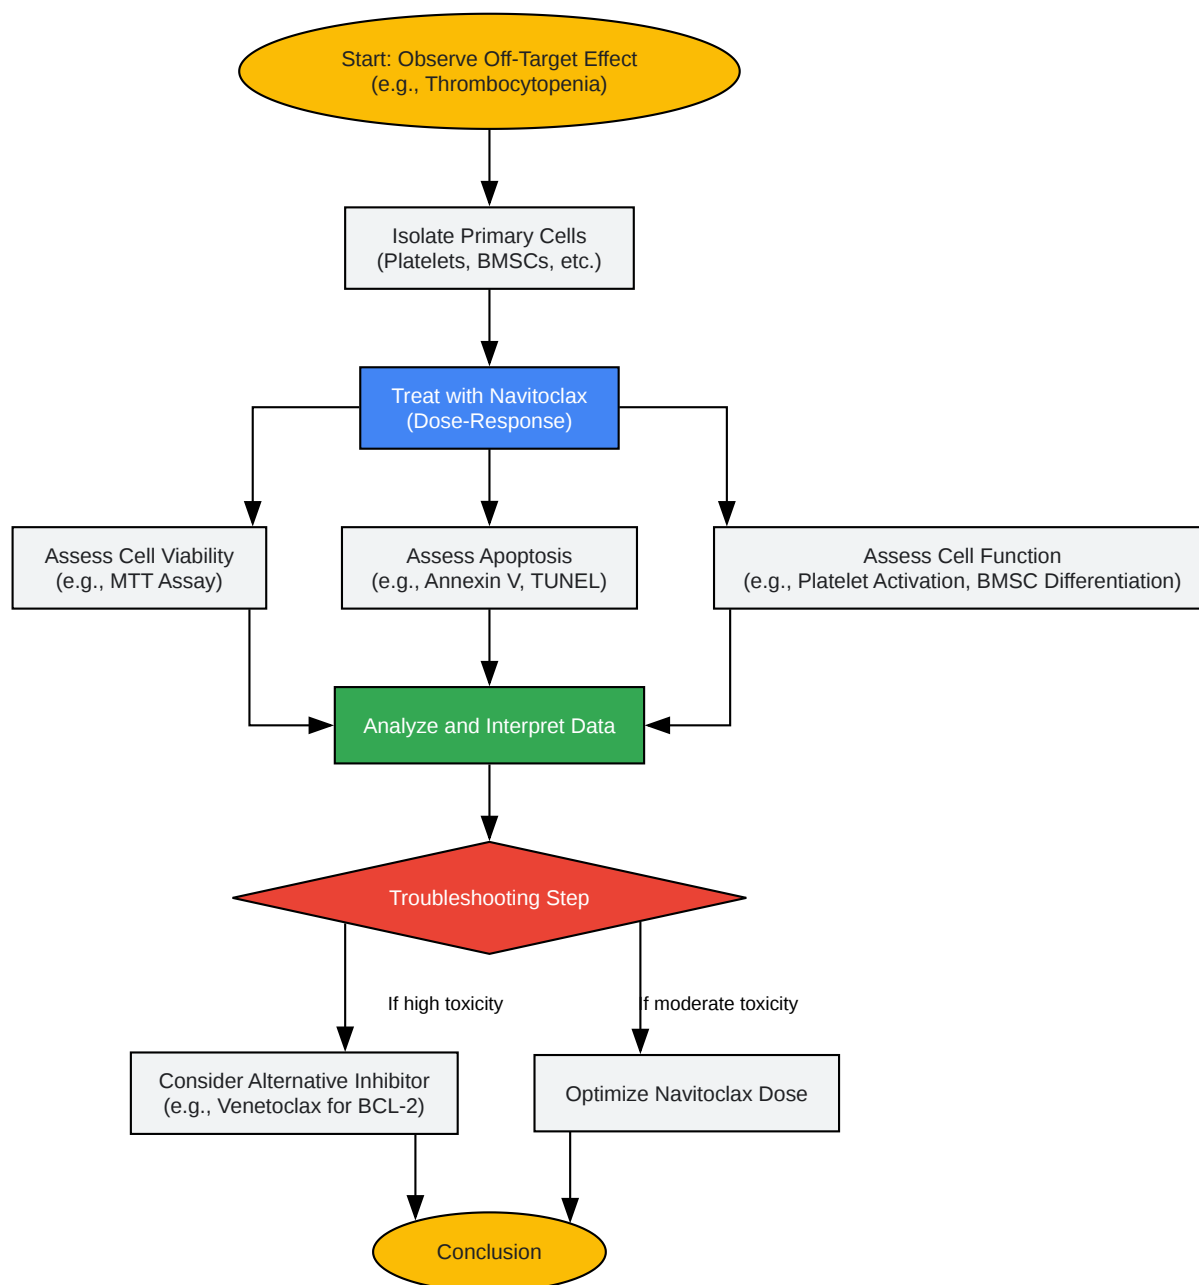 Start: Observe Off-Target Effect
(e.g., Thrombocytopenia)
Isolate Primary Cells
(Platelets, BMSCs, etc.)
Treat with Navitoclax
(Dose-Response)
Assess Cell Viability
(e.g., MTT Assay)
Assess Apoptosis
(e.g., Annexin V, TUNEL)
Assess Cell Function
(e.g., Platelet Activation, BMSC Differentiation)
Analyze and Interpret Data
Troubleshooting Step
If high toxicity
If moderate toxicity
Consider Alternative Inhibitor
(e.g., Venetoclax for BCL-2)
Optimize Navitoclax Dose
Conclusion